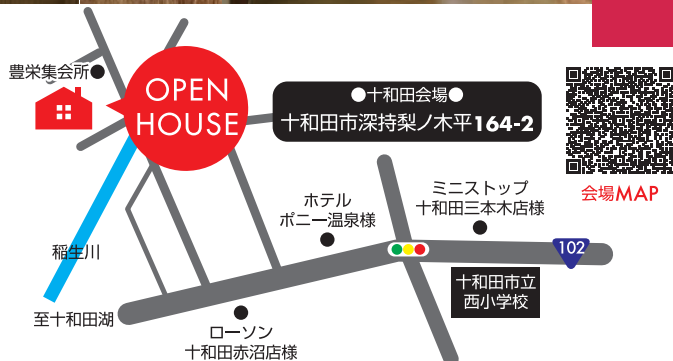 豊栄集会所
OPEN
HOUSE
●十和田会場●
十和田市深持梨ノ木平164-2
会場MAP
ホテル
ポニー温泉様
ミニストップ
十和田三本木店様
稲生川
102
十和田市立
西小学校
至十和田湖
ローソン
十和田赤沼店様